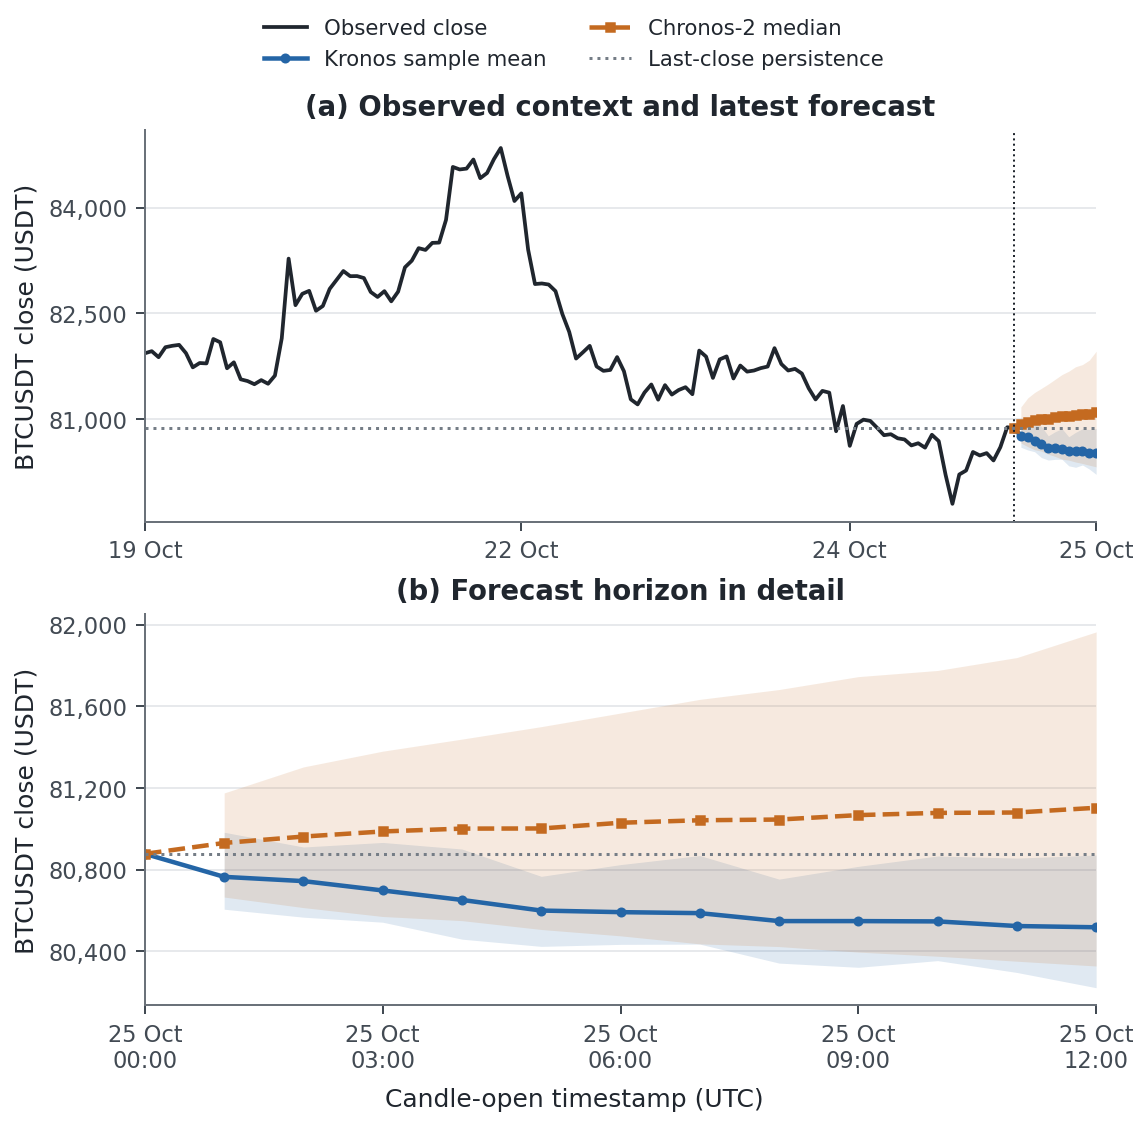 Observed close
Kronos sample mean
Chronos-2 median
Last-close persistence
(a) Observed context and latest forecast
BTCUSDT close (USDT)
84,000
82,500
81,000
19 Oct
22 Oct
24 Oct
25 Oct
(b) Forecast horizon in detail
BTCUSDT close (USDT)
82,000
81,600
81,200
80,800
80,400
25 Oct
00:00
25 Oct
03:00
25 Oct
06:00
25 Oct
09:00
25 Oct
12:00
Candle-open timestamp (UTC)